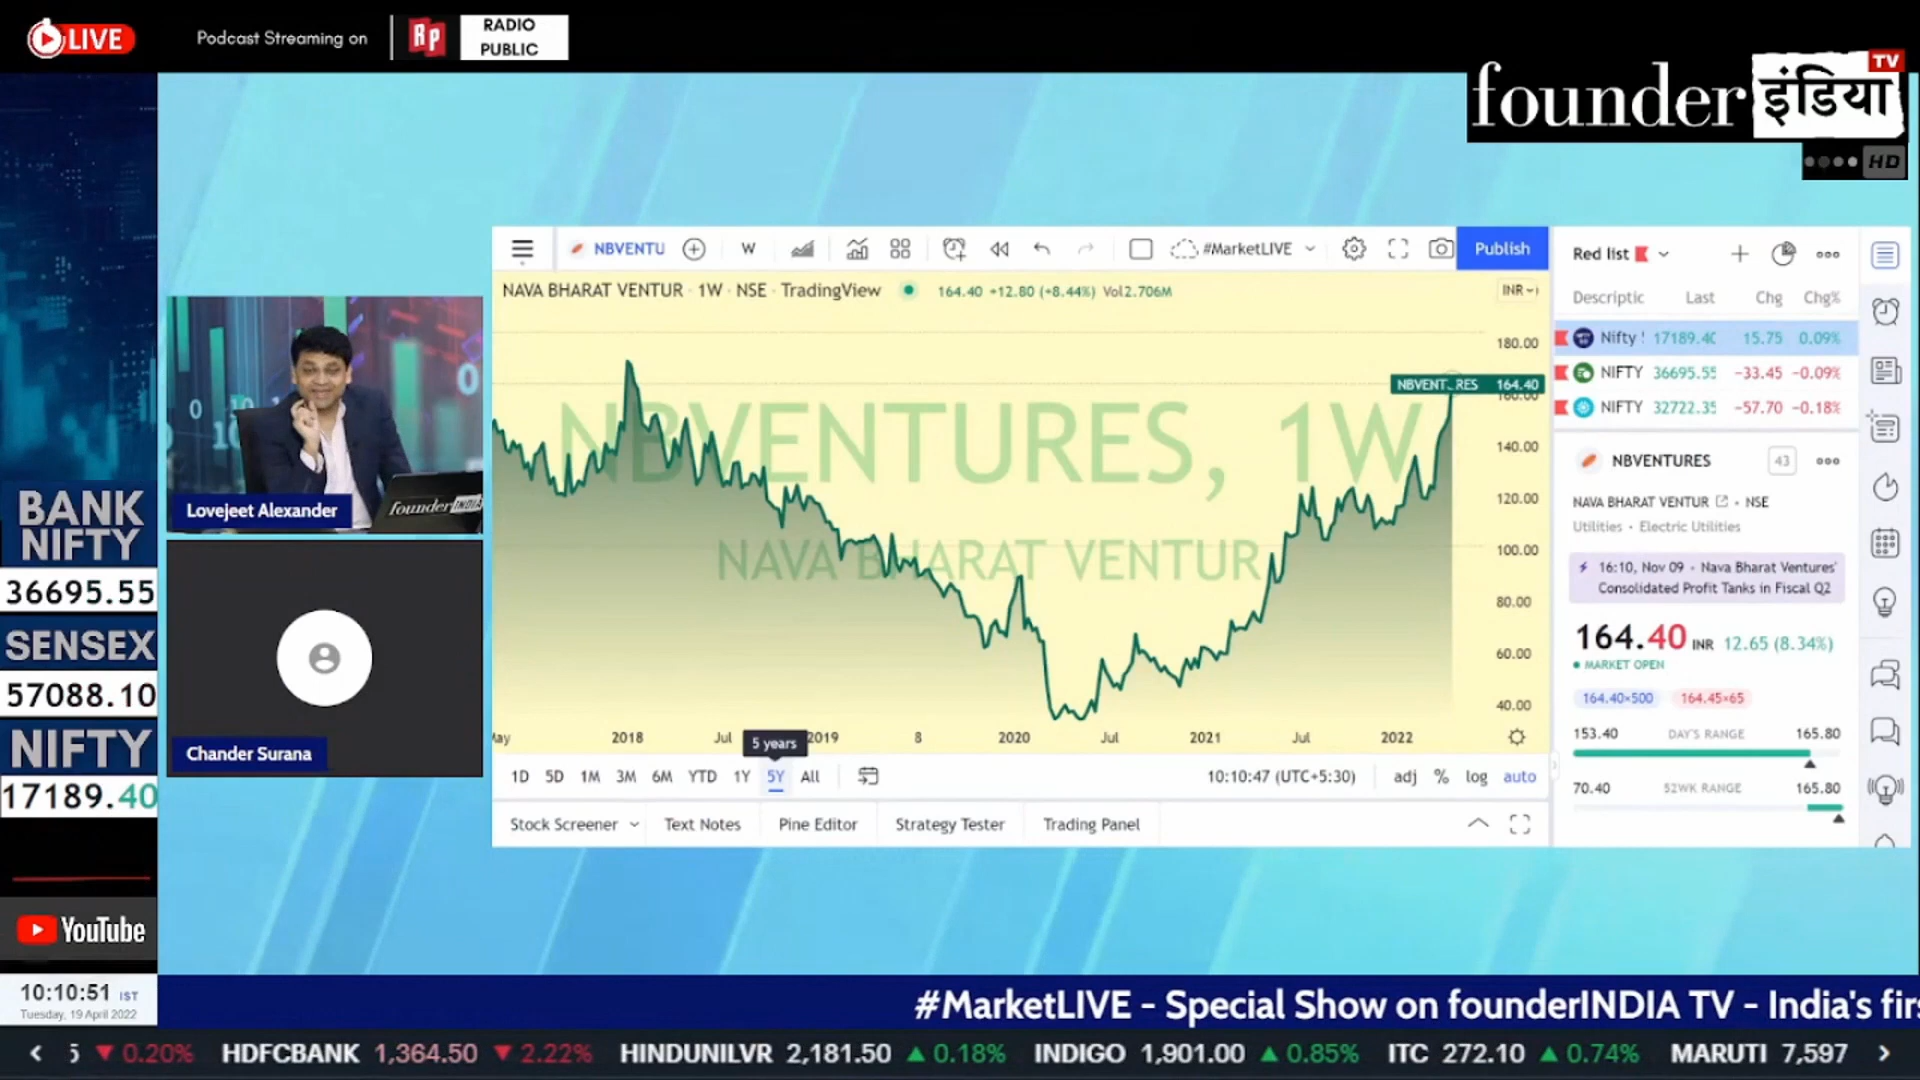 LIVE
Podcast Streaming on
Rp
RADIO
PUBLIC
founder इंडिया TV
HD
BANK
NIFTY
36695.55
SENSEX
57088.10
NIFTY
17189.40
YouTube
10:10:51 IST
Tuesday, 19 April 2022
founderINDIA
Lovejeet Alexander
Chander Surana
NBVENTU
W
#MarketLIVE
Publish
NAVA BHARAT VENTUR · 1W · NSE · TradingView
164.40 +12.80 (+8.44%) Vol2.706M
INR
NBVENTURES, 1W
NAVA BHARAT VENTUR
180.00
NBVENT RES 164.40
160.00
140.00
120.00
100.00
80.00
60.00
40.00
2018 Jul 2019 8 2020 Jul 2021 Jul 2022
5 years
1D 5D 1M 3M 6M YTD 1Y 5Y All
10:10:47 (UTC+5:30)
adj % log auto
Stock Screener Text Notes Pine Editor Strategy Tester Trading Panel
Red list
Descriptic Last Chg Chg%
Nifty 17189.40 15.75 0.09%
NIFTY 36695.55 −33.45 −0.09%
NIFTY 32722.35 −57.70 −0.18%
NBVENTURES
43
NAVA BHARAT VENTUR · NSE
Utilities · Electric Utilities
16:10, Nov 09 · Nava Bharat Ventures'
Consolidated Profit Tanks in Fiscal Q2
164.40 INR 12.65 (8.34%)
MARKET OPEN
164.40×500 164.45×65
153.40 DAY'S RANGE 165.80
70.40 52WK RANGE 165.80
#MarketLIVE - Special Show on founderINDIA TV - India's firs
5 ▼ 0.20% HDFCBANK 1,364.50 ▼ 2.22% HINDUNILVR 2,181.50 ▲ 0.18% INDIGO 1,901.00 ▲ 0.85% ITC 272.10 ▲ 0.74% MARUTI 7,597